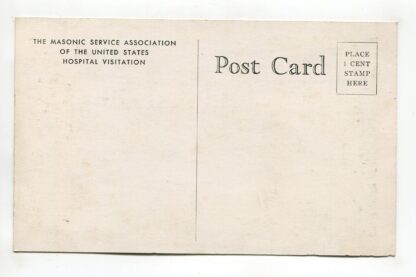 THE MASONIC SERVICE ASSOCIATION
OF THE UNITED STATES
HOSPITAL VISITATION
Post Card
PLACE
1 CENT
STAMP
HERE